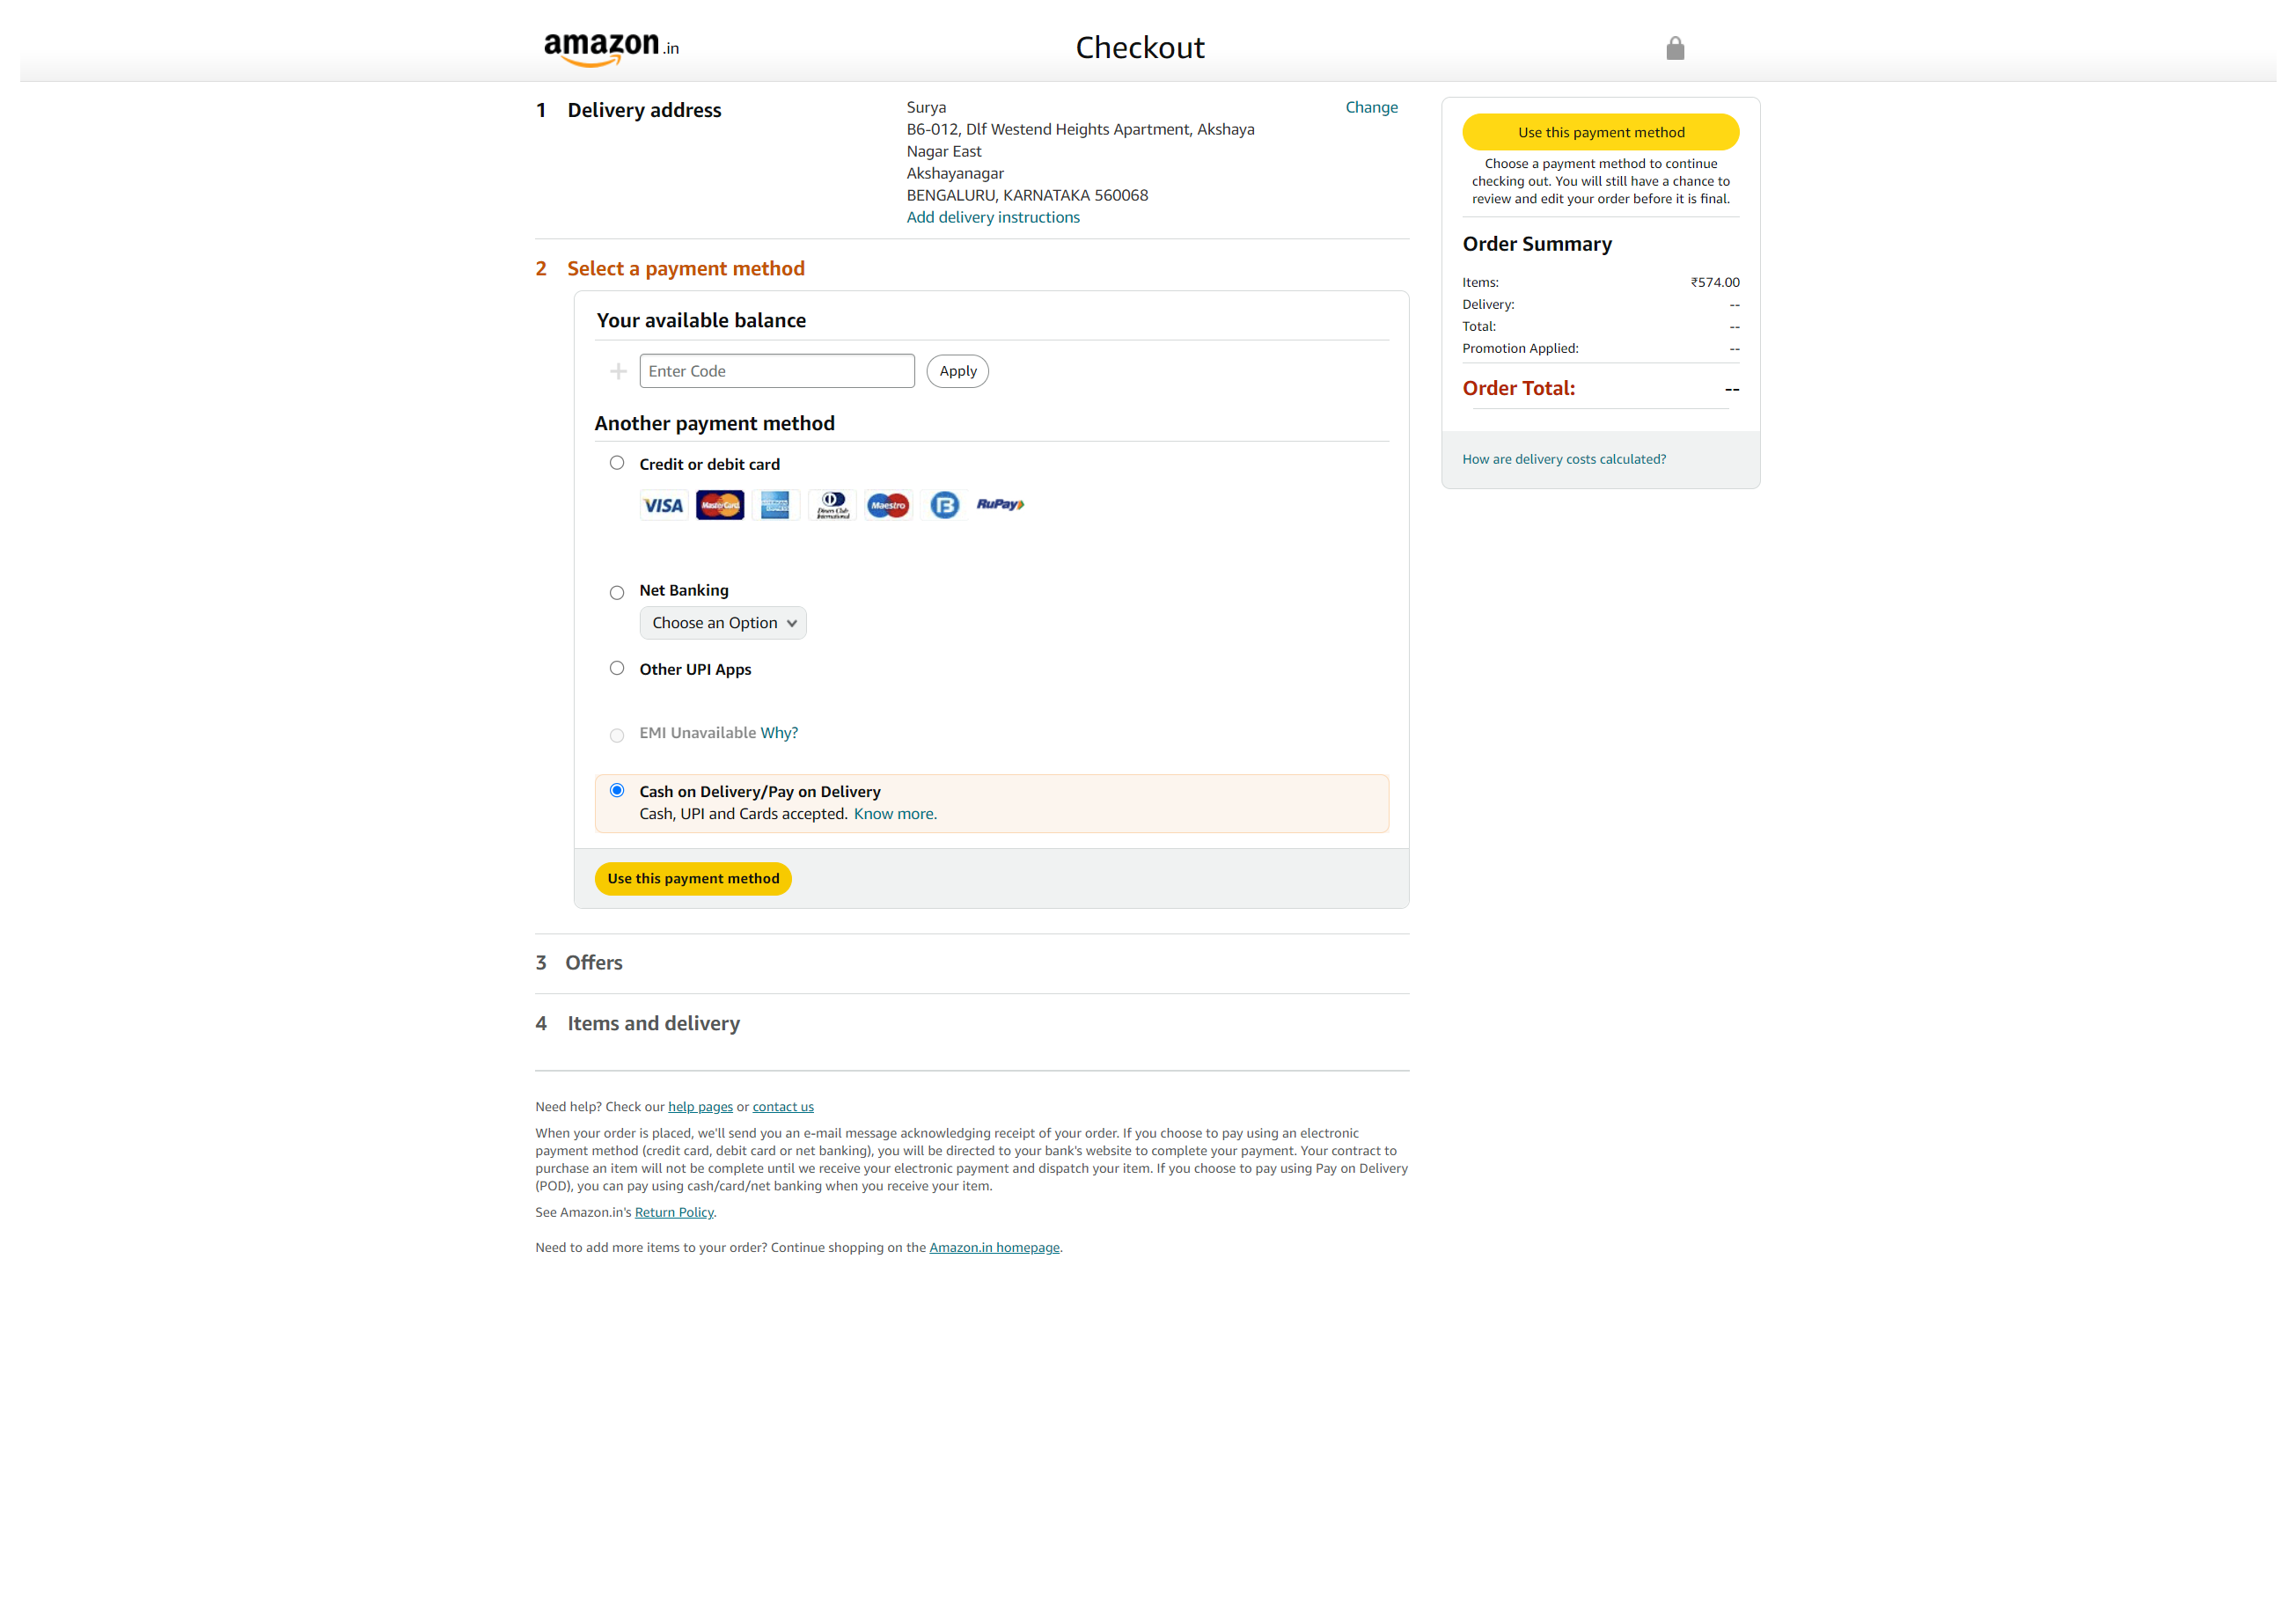 amazon.in
Checkout
1 Delivery address
Surya
B6-012, Dlf Westend Heights Apartment, Akshaya
Nagar East
Akshayanagar
BENGALURU, KARNATAKA 560068
Add delivery instructions
Change
2 Select a payment method
Your available balance
Enter Code
Apply
Another payment method
Credit or debit card
VISA MasterCard Diners Club International Maestro B RuPay
Net Banking
Choose an Option
Other UPI Apps
EMI Unavailable Why?
Cash on Delivery/Pay on Delivery
Cash, UPI and Cards accepted. Know more.
Use this payment method
3 Offers
4 Items and delivery
Need help? Check our help pages or contact us
When your order is placed, we'll send you an e-mail message acknowledging receipt of your order. If you choose to pay using an electronic
payment method (credit card, debit card or net banking), you will be directed to your bank's website to complete your payment. Your contract to
purchase an item will not be complete until we receive your electronic payment and dispatch your item. If you choose to pay using Pay on Delivery
(POD), you can pay using cash/card/net banking when you receive your item.
See Amazon.in's Return Policy.
Need to add more items to your order? Continue shopping on the Amazon.in homepage.
Use this payment method
Choose a payment method to continue
checking out. You will still have a chance to
review and edit your order before it is final.
Order Summary
Items: ₹574.00
Delivery: --
Total: --
Promotion Applied: --
Order Total: --
How are delivery costs calculated?